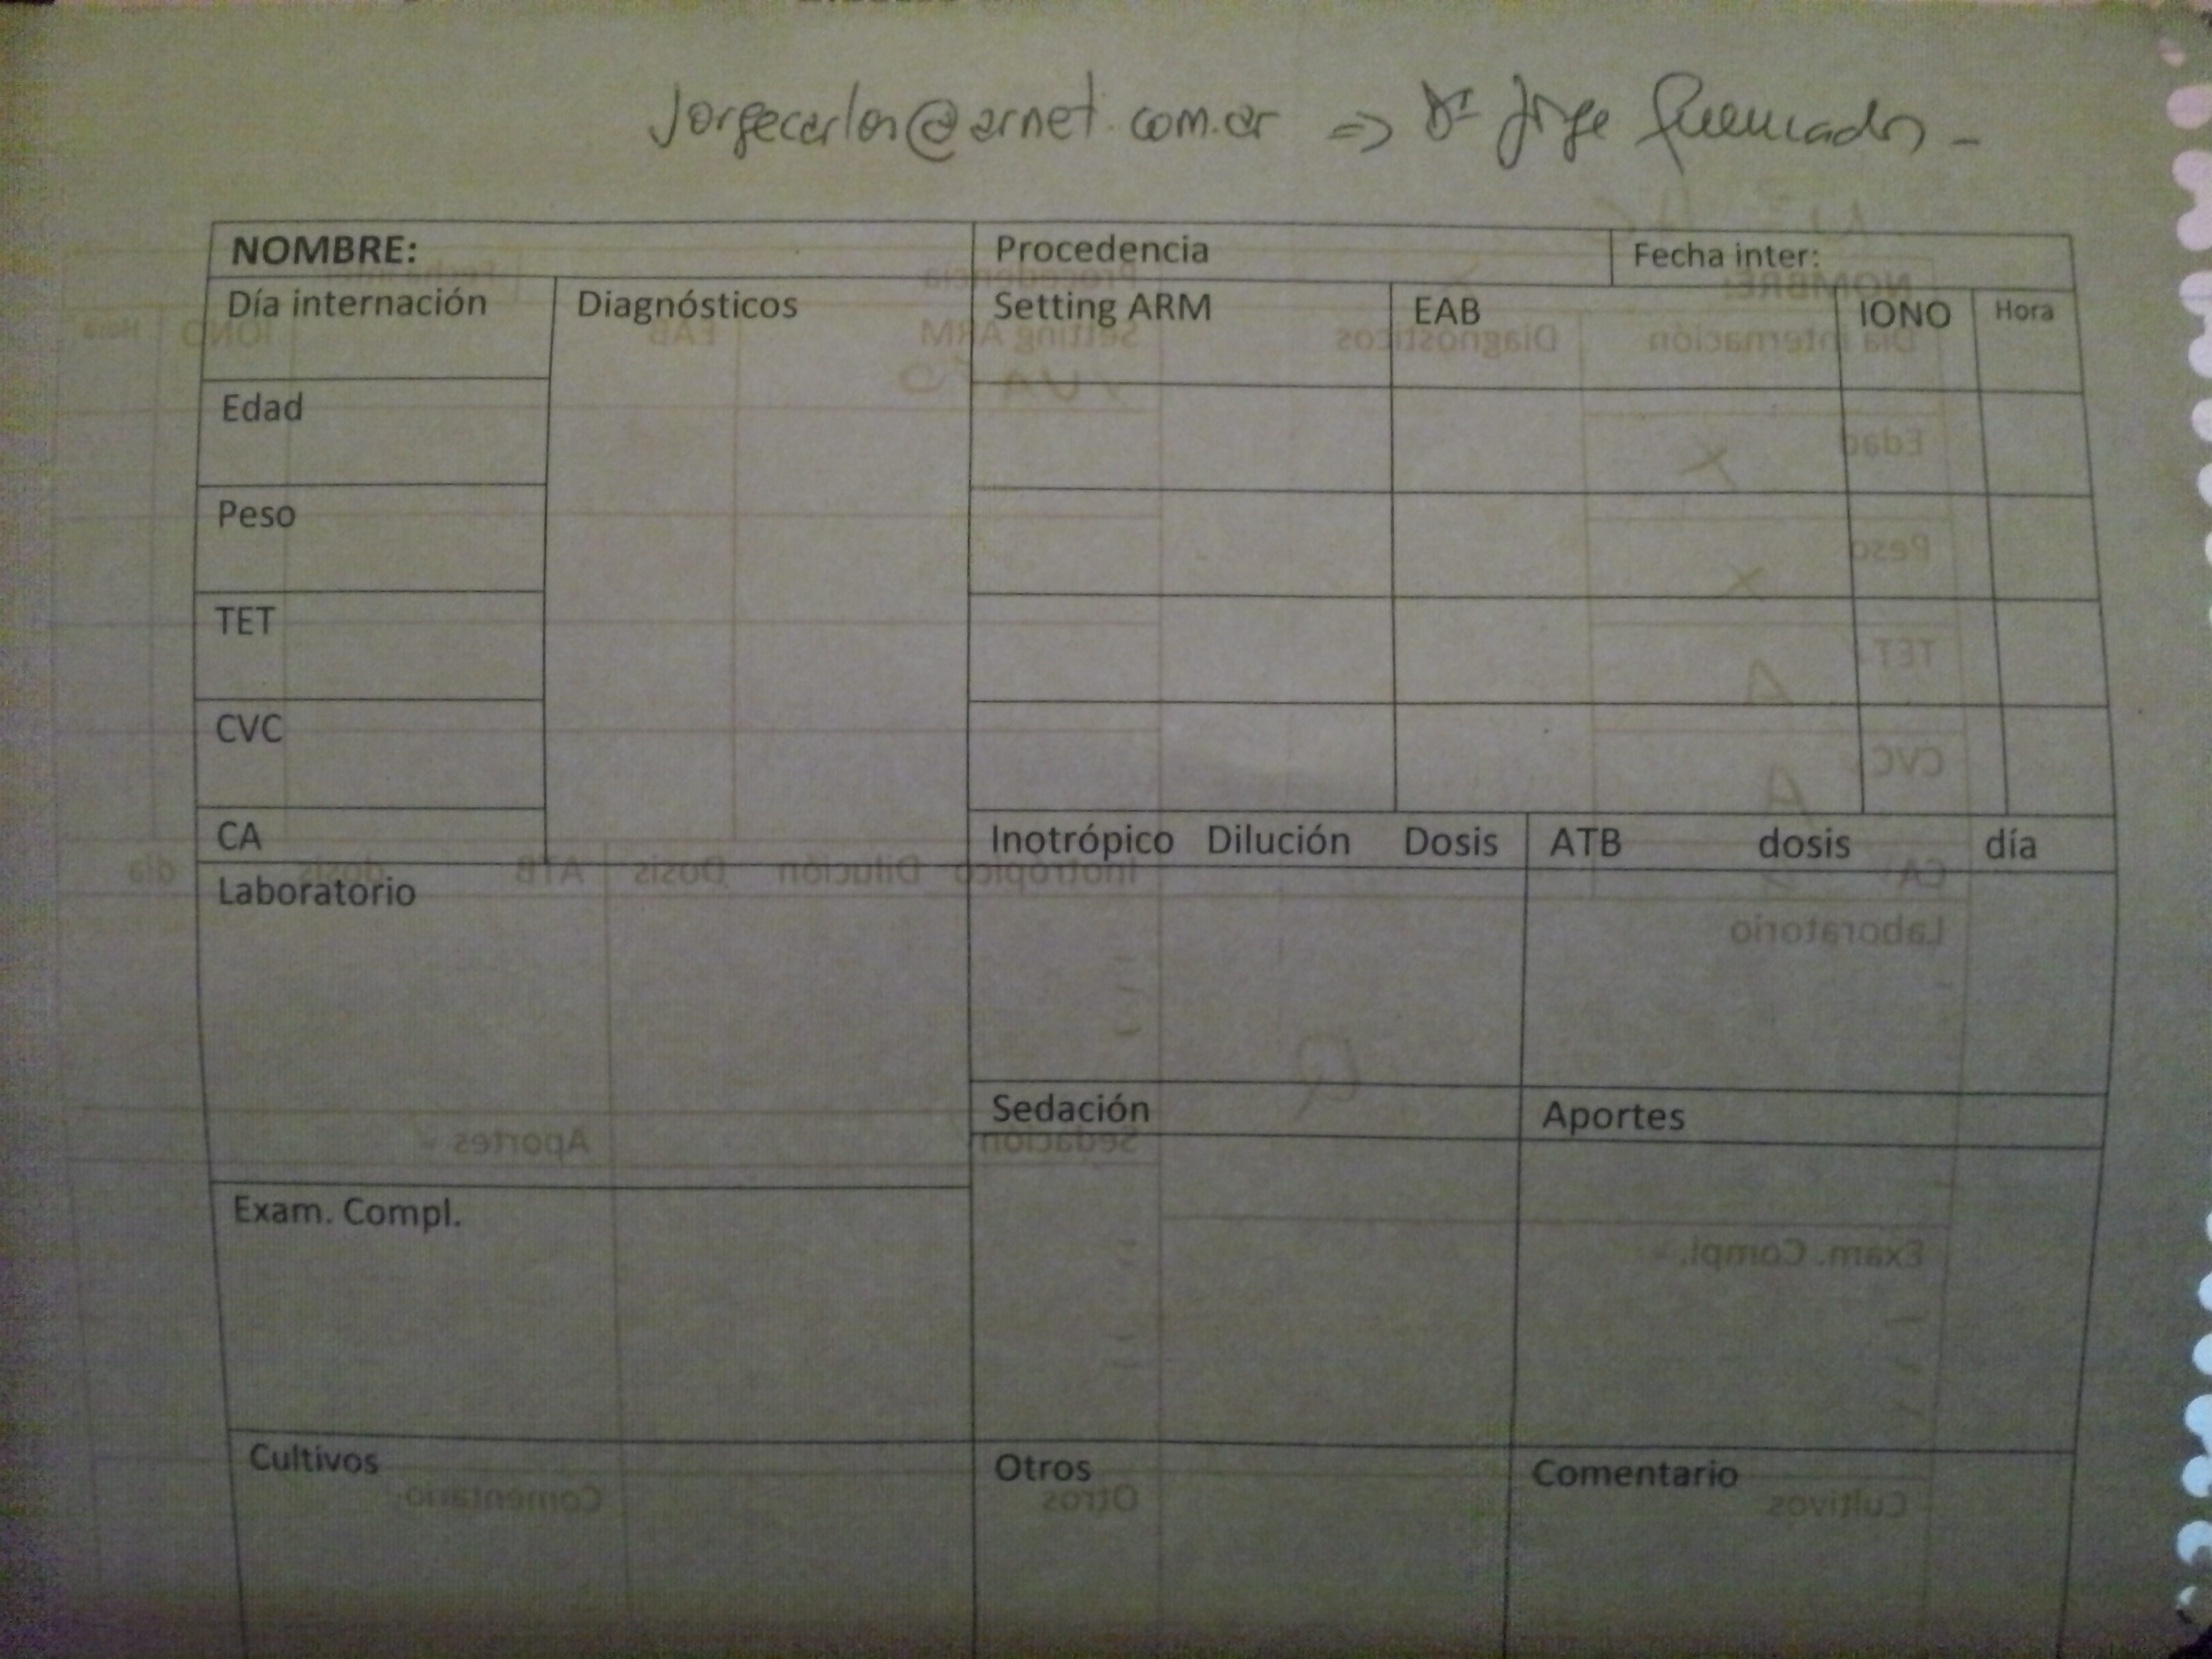 Jorgecarlos@arnet.com.ar => Dr Jorge
NOMBRE: Procedencia Fecha inter:
Día internación Diagnósticos Setting ARM EAB IONO Hora
Edad
Peso
TET
CVC
CA Inotrópico Dilución Dosis ATB dosis día
Laboratorio
Sedación Aportes
Exam. Compl.
Cultivos Otros Comentario